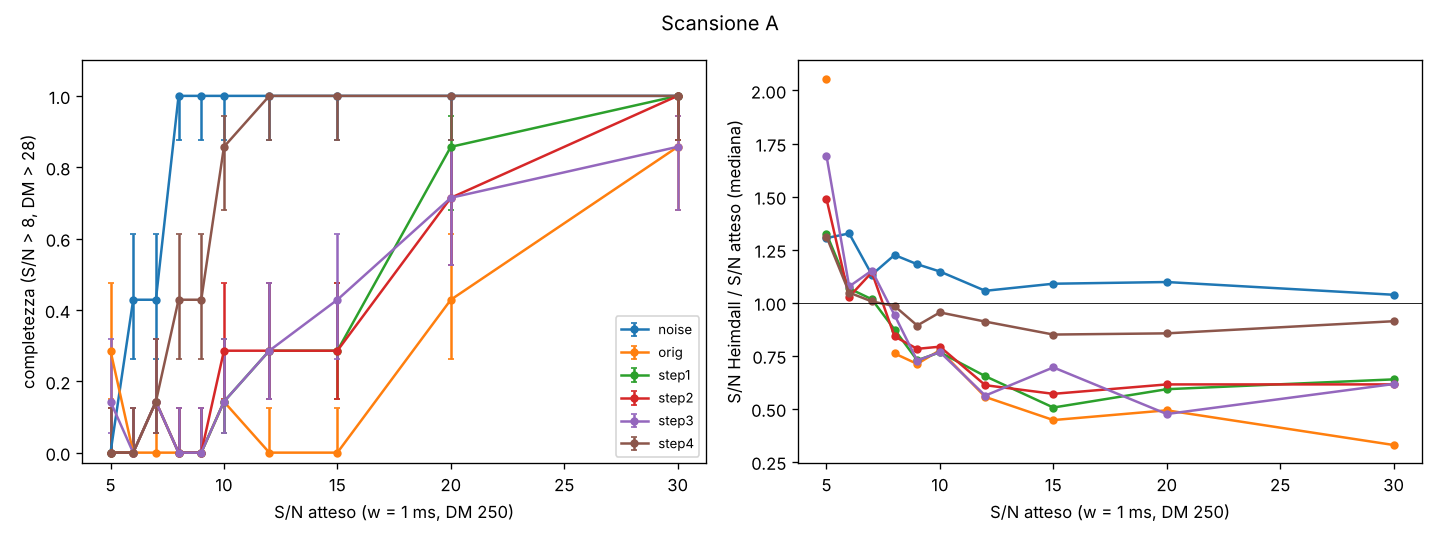 Scansione A
completezza (S/N > 8, DM > 28)
1.0
0.8
0.6
0.4
0.2
0.0
5
10
15
20
25
30
S/N atteso (w = 1 ms, DM 250)
noise
orig
step1
step2
step3
step4
S/N Heimdall / S/N atteso (mediana)
2.00
1.75
1.50
1.25
1.00
0.75
0.50
0.25
5
10
15
20
25
30
S/N atteso (w = 1 ms, DM 250)